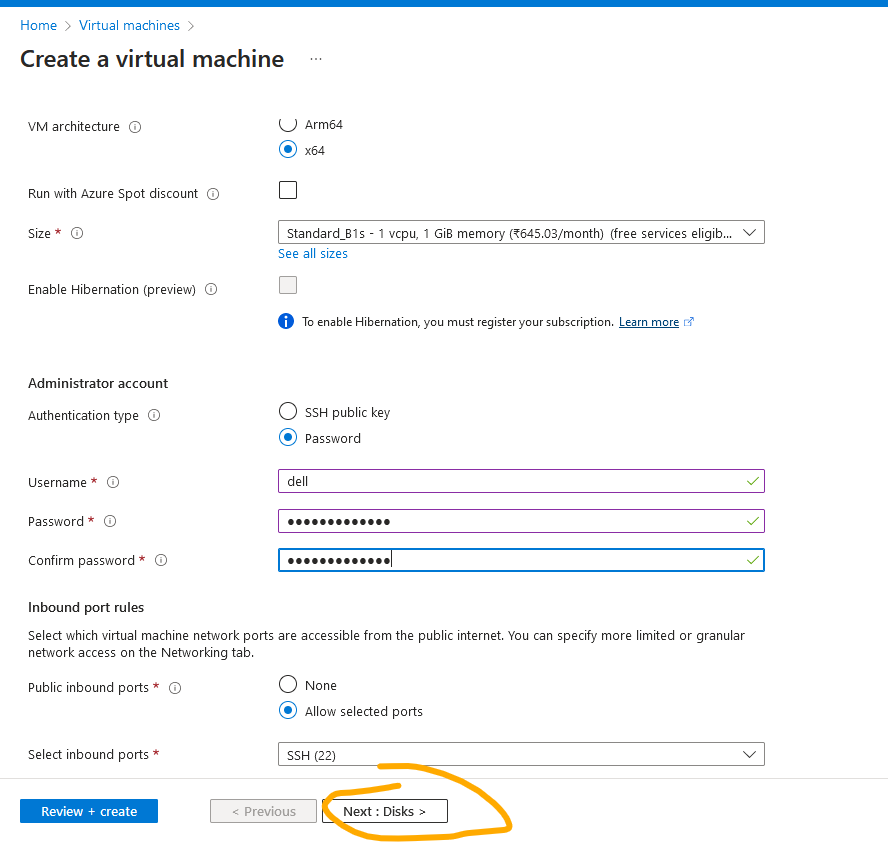 Home > Virtual machines >
Create a virtual machine ...
VM architecture
Arm64
x64
Run with Azure Spot discount
Size *
Standard_B1s - 1 vcpu, 1 GiB memory (₹645.03/month) (free services eligib...
See all sizes
Enable Hibernation (preview)
To enable Hibernation, you must register your subscription. Learn more
Administrator account
Authentication type
SSH public key
Password
Username *
dell
Password *
●●●●●●●●●●●●●
Confirm password *
●●●●●●●●●●●●●
Inbound port rules
Select which virtual machine network ports are accessible from the public internet. You can specify more limited or granular
network access on the Networking tab.
Public inbound ports *
None
Allow selected ports
Select inbound ports *
SSH (22)
Review + create
< Previous
Next : Disks >